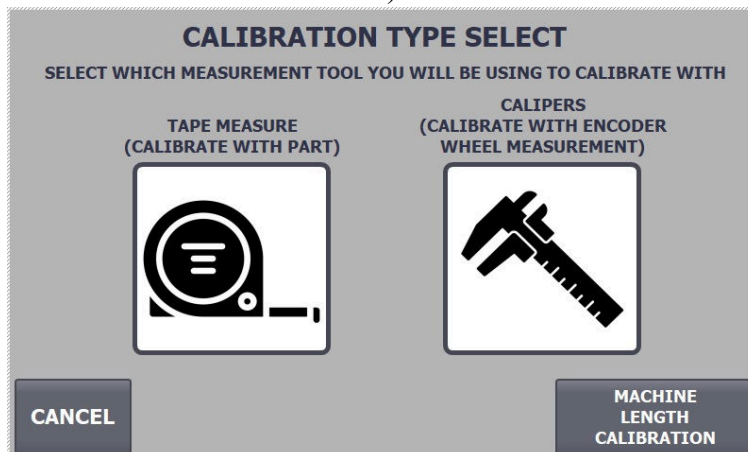 CALIBRATION TYPE SELECT
SELECT WHICH MEASUREMENT TOOL YOU WILL BE USING TO CALIBRATE WITH
TAPE MEASURE
(CALIBRATE WITH PART)
CALIPERS
(CALIBRATE WITH ENCODER
WHEEL MEASUREMENT)
CANCEL
MACHINE
LENGTH
CALIBRATION